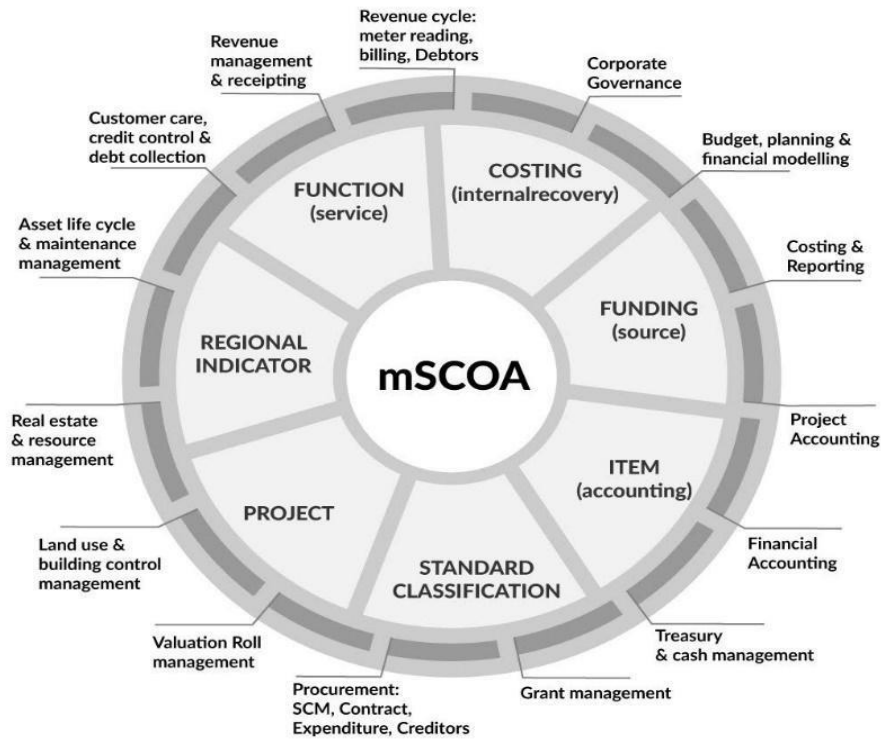 Revenue cycle:
meter reading,
billing, Debtors
Corporate
Governance
Budget, planning &
financial modelling
Costing &
Reporting
Project
Accounting
Financial
Accounting
Treasury
& cash management
Grant management
Procurement:
SCM, Contract,
Expenditure, Creditors
Valuation Roll
management
Land use &
building control
management
Real estate
& resource
management
Asset life cycle
& maintenance
management
Customer care,
credit control &
debt collection
Revenue
management
& receipting
FUNCTION
(service)
COSTING
(internalrecovery)
FUNDING
(source)
ITEM
(accounting)
STANDARD
CLASSIFICATION
PROJECT
REGIONAL
INDICATOR
mSCOA